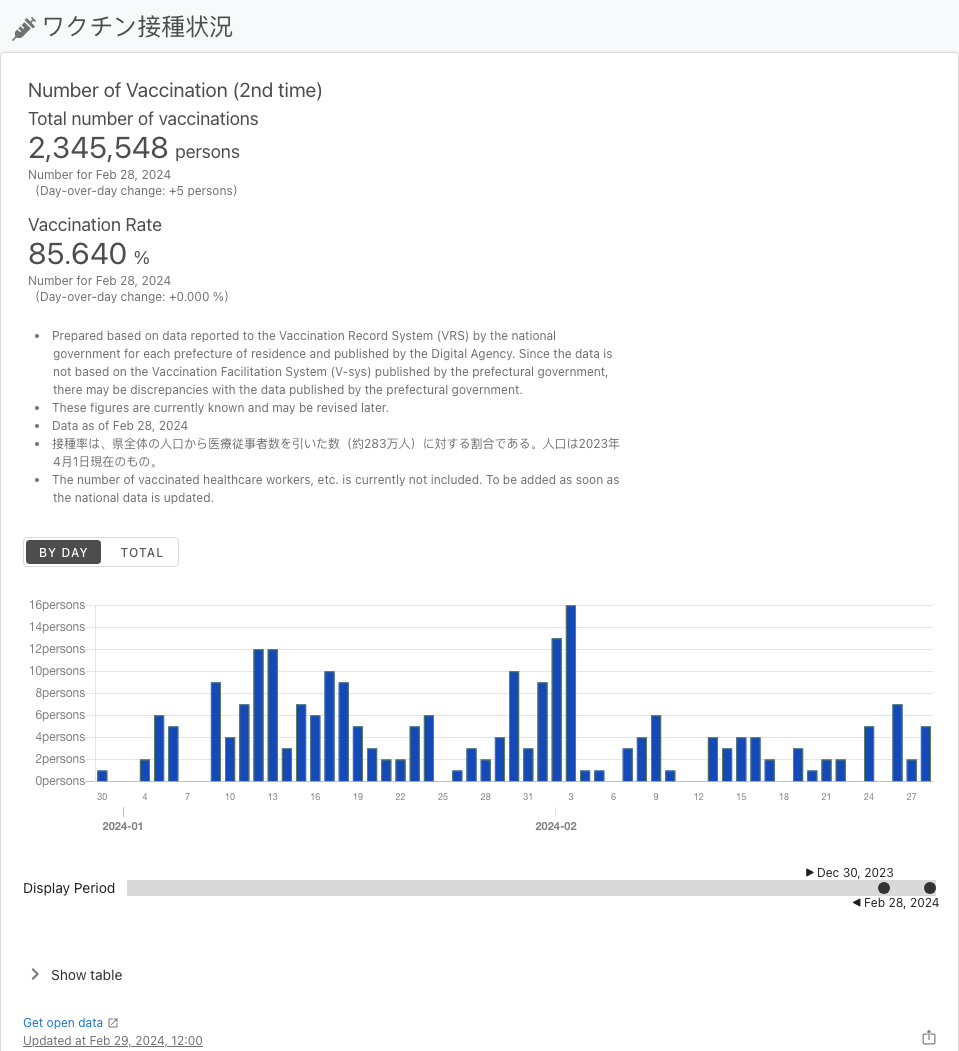 ワクチン接種状況
Number of Vaccination (2nd time)
Total number of vaccinations
2,345,548 persons
Number for Feb 28, 2024
(Day-over-day change: +5 persons)
Vaccination Rate
85.640 %
Number for Feb 28, 2024
(Day-over-day change: +0.000 %)
• Prepared based on data reported to the Vaccination Record System (VRS) by the national
government for each prefecture of residence and published by the Digital Agency. Since the data is
not based on the Vaccination Facilitation System (V-sys) published by the prefectural government,
there may be discrepancies with the data published by the prefectural government.
• These figures are currently known and may be revised later.
• Data as of Feb 28, 2024
• 接種率は、県全体の人口から医療従事者数を引いた数（約283万人）に対する割合である。人口は2023年
4月1日現在のもの。
• The number of vaccinated healthcare workers, etc. is currently not included. To be added as soon as
the national data is updated.
BY DAY TOTAL
16persons
14persons
12persons
10persons
8persons
6persons
4persons
2persons
0persons
30 4 7 10 13 16 19 22 25 28 31 3 6 9 12 15 18 21 24 27
2024-01 2024-02
▶ Dec 30, 2023
Display Period
◀ Feb 28, 2024
Show table
Get open data
Updated at Feb 29, 2024, 12:00